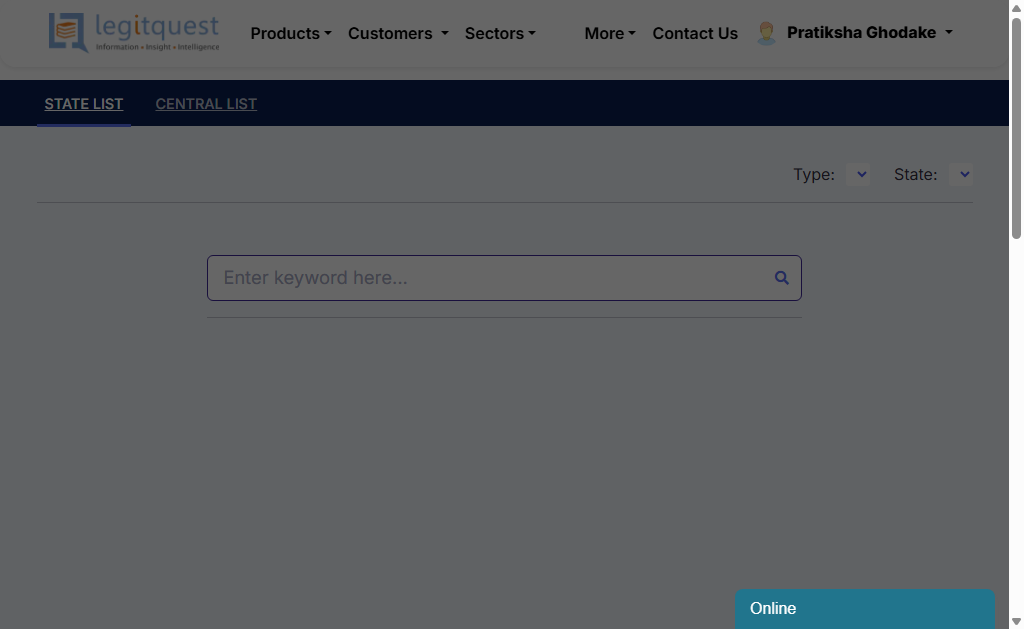 legitquest
Information • Insight • Intelligence
Products Customers Sectors More Contact Us Pratiksha Ghodake
STATE LIST CENTRAL LIST
Type: State:
Enter keyword here...
Online